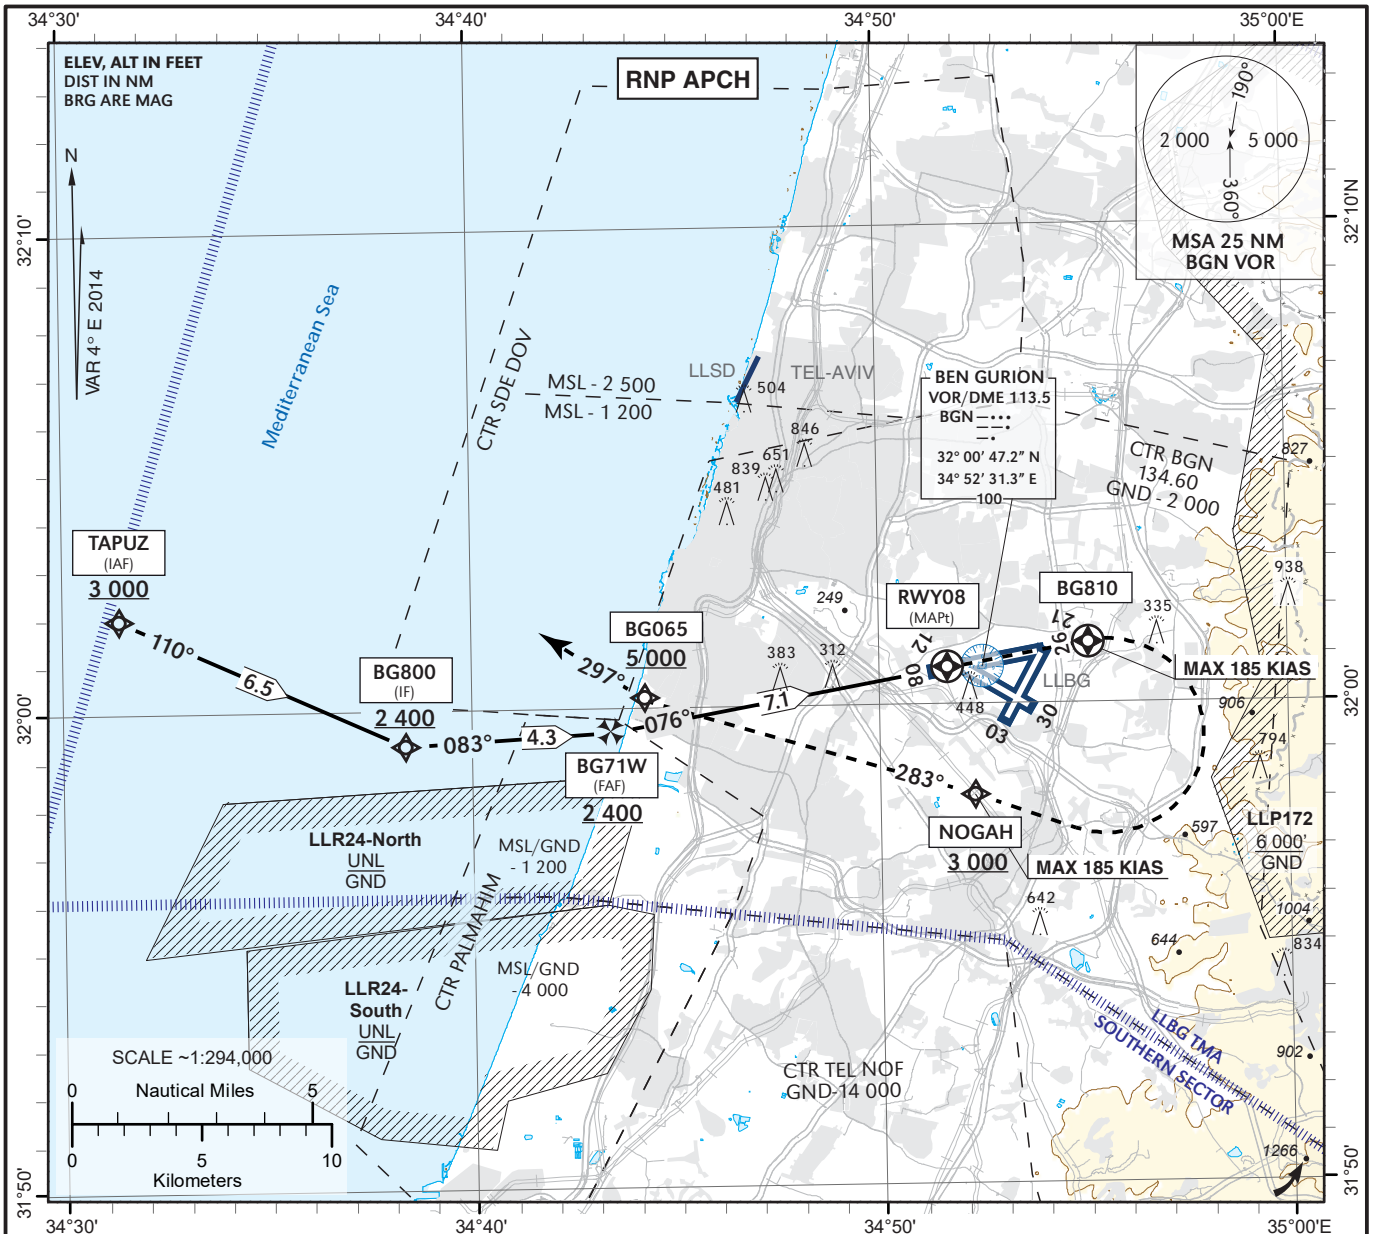 34°30'
34°40'
34°50'
35°00'E
ELEV, ALT IN FEET
DIST IN NM
BRG ARE MAG
RNP APCH
190°
2 000
5 000
360°
MSA 25 NM
BGN VOR
N
VAR 4° E 2014
32°10'
32°10'N
Mediterranean Sea
CTR SDE DOV
MSL - 2 500
MSL - 1 200
LLSD
504
TEL-AVIV
846
651
839
481
BEN GURION
VOR/DME 113.5
BGN
32° 00' 47.2" N
34° 52' 31.3" E
100
CTR BGN
134.60
GND - 2 000
827
938
TAPUZ
(IAF)
3 000
110°
6.5
BG800
(IF)
2 400
083°
4.3
BG065
5 000
297°
076°
7.1
BG71W
(FAF)
2 400
249
383
312
RWY08
(MAPt)
BG810
335
12
08
21
26
MAX 185 KIAS
LLBG
448
03
30
906
794
32°00'
32°00'
283°
NOGAH
3 000
MAX 185 KIAS
597
LLP172
6 000'
GND
LLR24-North
UNL
GND
MSL/GND
- 1 200
CTR PALMAHIM
642
644
1004
834
MSL/GND
- 4 000
LLR24-
South
UNL
GND
LLBG TMA
SOUTHERN SECTOR
902
CTR TEL NOF
GND-14 000
1266
SCALE ~1:294,000
Nautical Miles
0
5
0
5
10
Kilometers
31°50'
31°50'
34°30'
34°40'
34°50'
35°00'E